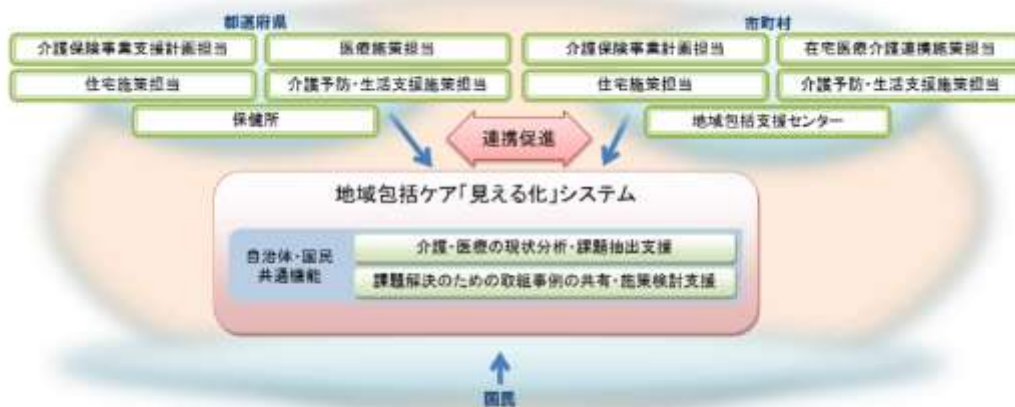 都道府県
市町村
介護保険事業支援計画担当
医療施策担当
介護保険事業計画担当
在宅医療介護連携施策担当
住宅施策担当
介護予防・生活支援施策担当
住宅施策担当
介護予防・生活支援施策担当
保健所
地域包括支援センター
連携促進
地域包括ケア「見える化」システム
自治体・国民
共通機能
介護・医療の現状分析・課題抽出支援
課題解決のための取組事例の共有・施策検討支援
国民